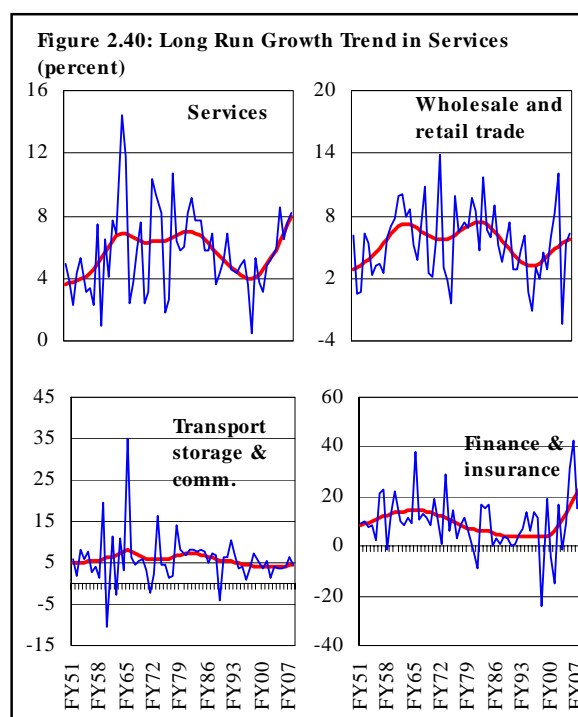 Figure 2.40: Long Run Growth Trend in Services
(percent)
Services
16
12
8
4
0
Wholesale and
retail trade
20
14
8
2
-4
Transport
storage &
comm.
45
35
25
15
5
-5
-15
FY51
FY58
FY65
FY72
FY79
FY86
FY93
FY00
FY07
Finance &
insurance
60
40
20
0
-20
-40
FY51
FY58
FY65
FY72
FY79
FY86
FY93
FY00
FY07